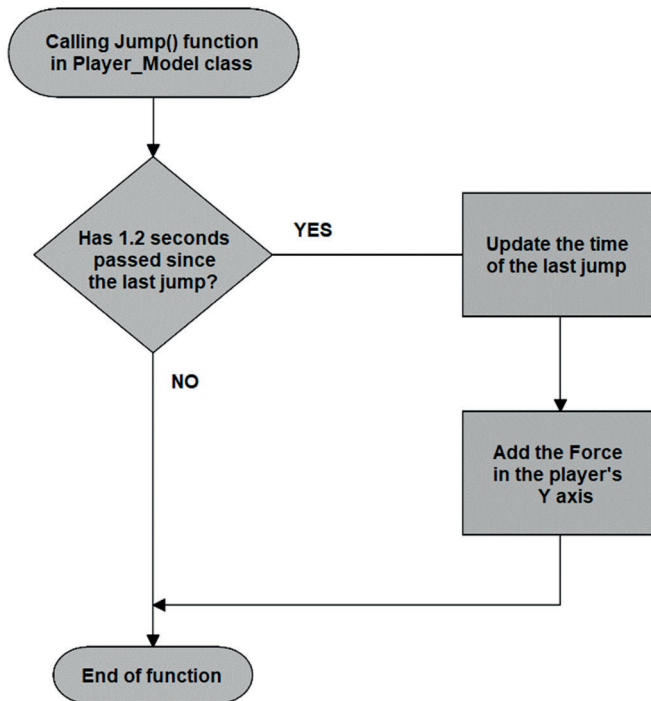 Calling Jump() function
in Player_Model class
Has 1.2 seconds
passed since
the last jump?
YES
Update the time
of the last jump
NO
Add the Force
in the player's
Y axis
End of function